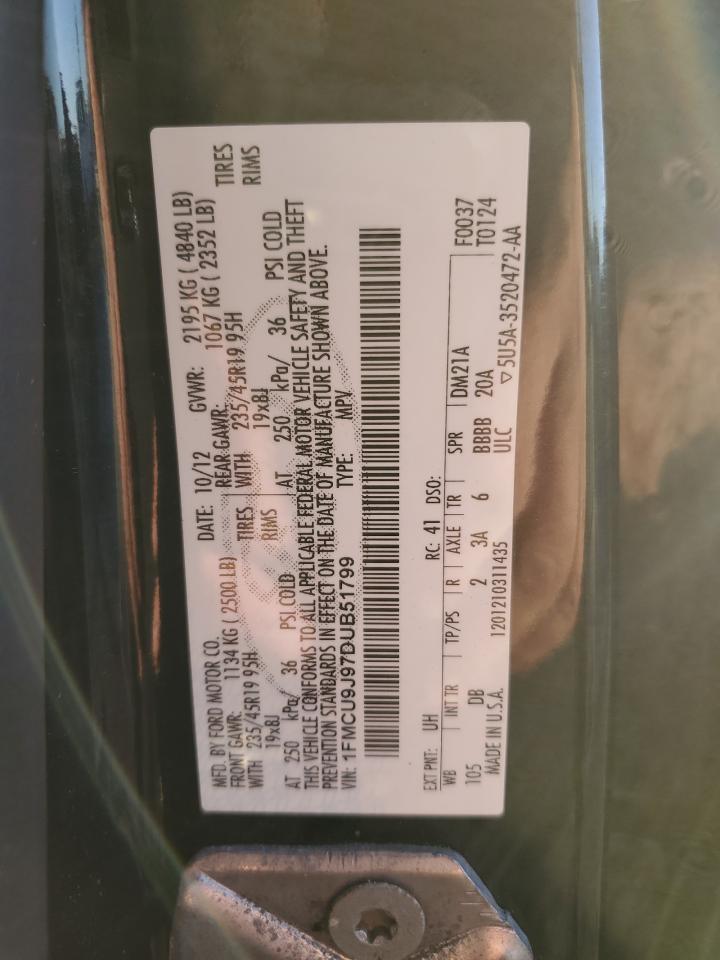 MFD. BY FORD MOTOR CO. DATE: 10/12 GVWR: 2195 KG ( 4840 LB)
FRONT GAWR: 1134 KG ( 2500 LB) REAR GAWR: 1067 KG ( 2352 LB)
WITH 235/45R19 95H TIRES WITH 235/45R19 95H TIRES
19x8J RIMS 19x8J RIMS
AT 250 kPa/ 36 PSI COLD AT 250 kPa/ 36 PSI COLD
THIS VEHICLE CONFORMS TO ALL APPLICABLE FEDERAL MOTOR VEHICLE SAFETY AND THEFT
PREVENTION STANDARDS IN EFFECT ON THE DATE OF MANUFACTURE SHOWN ABOVE.
VIN: 1FMCU9J97DUB51799 TYPE: MPV
EXT PNT: UH RC: 41 DSO: F0037
WB INT TR TP/PS R AXLE TR SPR DM21A T0124
105 DB 2 3A 6 BBBB 20A
MADE IN U.S.A. 1201210311435 ULC ▽5U5A-3520472-AA